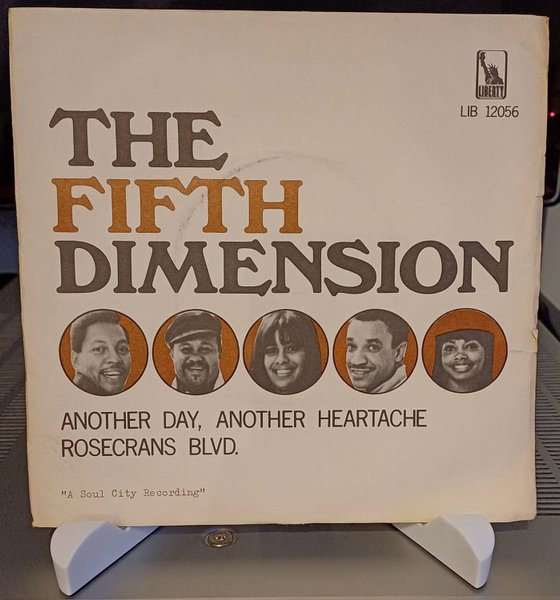 LIBERTY
LIB 12056
THE
FIFTH
DIMENSION
ANOTHER DAY, ANOTHER HEARTACHE
ROSECRANS BLVD.
"A Soul City Recording"